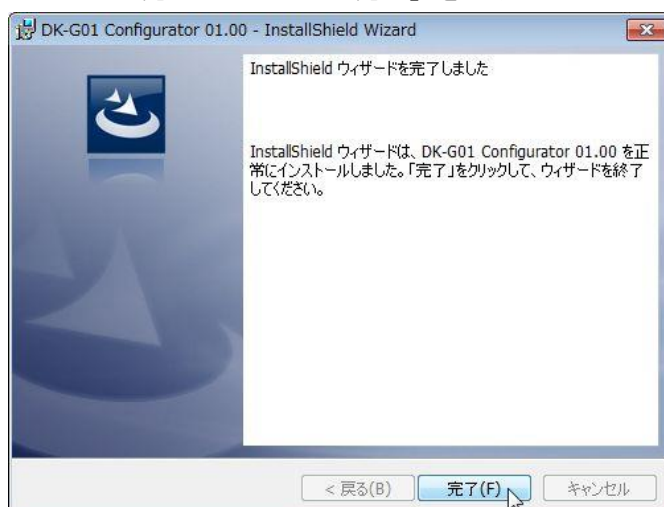 DK-G01 Configurator 01.00 - InstallShield Wizard
InstallShield ウィザードを完了しました
InstallShield ウィザードは、DK-G01 Configurator 01.00 を正
常にインストールしました。「完了」をクリックして、ウィザードを終了
してください。
< 戻る(B)
完了(F)
キャンセル